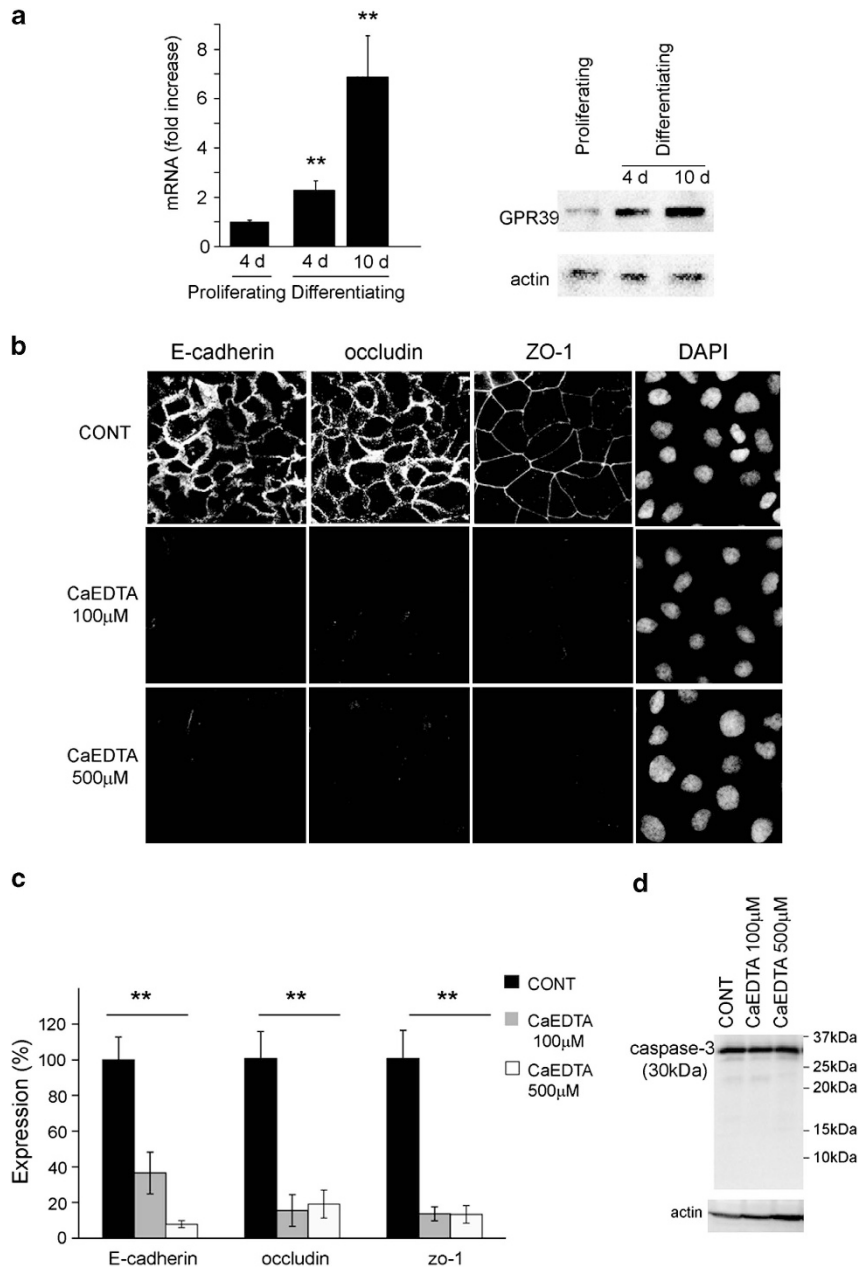 a
mRNA (fold increase)
8
6
4
2
0
**
**
4 d
4 d
10 d
Proliferating
Differentiating
Proliferating
Differentiating
4 d
10 d
GPR39
actin
b
E-cadherin
occludin
ZO-1
DAPI
CONT
CaEDTA
100μM
CaEDTA
500μM
c
Expression (%)
120
100
80
60
40
20
0
**
**
**
E-cadherin
occludin
zo-1
CONT
CaEDTA
100μM
CaEDTA
500μM
d
CONT
CaEDTA 100μM
CaEDTA 500μM
caspase-3
(30kDa)
37kDa
25kDa
20kDa
15kDa
10kDa
actin